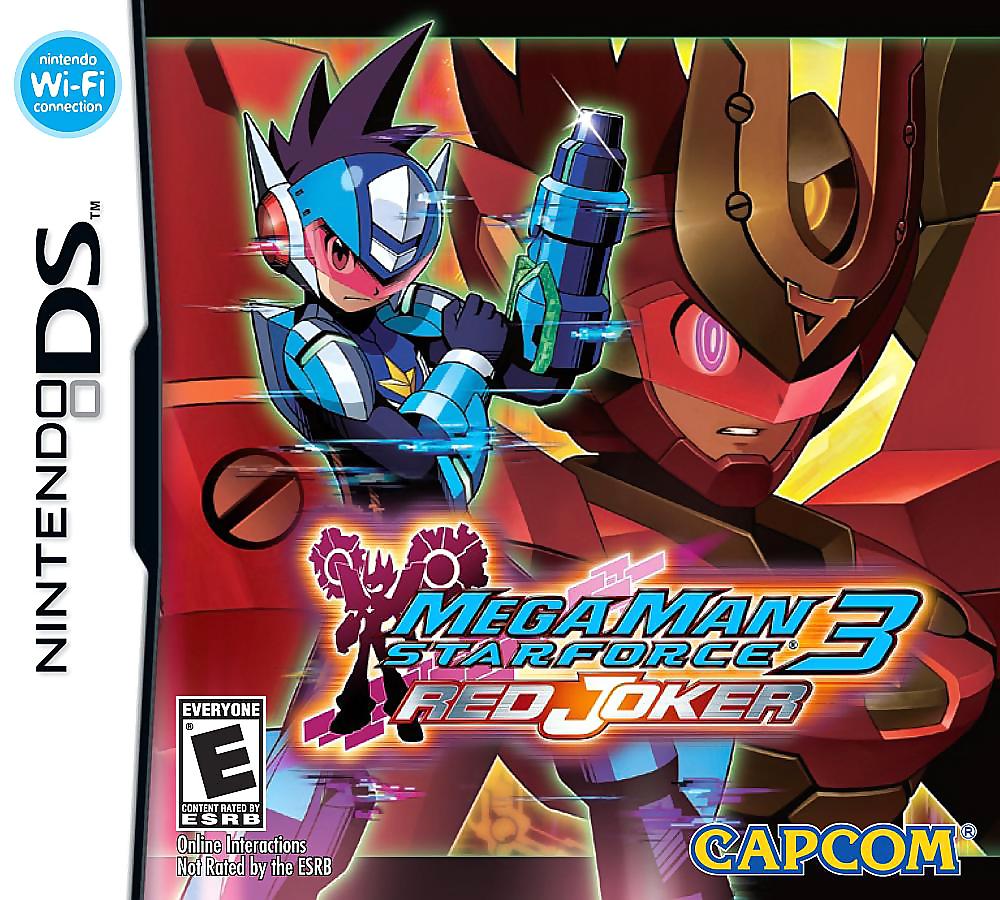 nintendo
Wi-Fi
connection
NINTENDO DS™
MEGA MAN
STARFORCE® 3
RED JOKER
EVERYONE
E®
CONTENT RATED BY
ESRB
Online Interactions
Not Rated by the ESRB
CAPCOM®